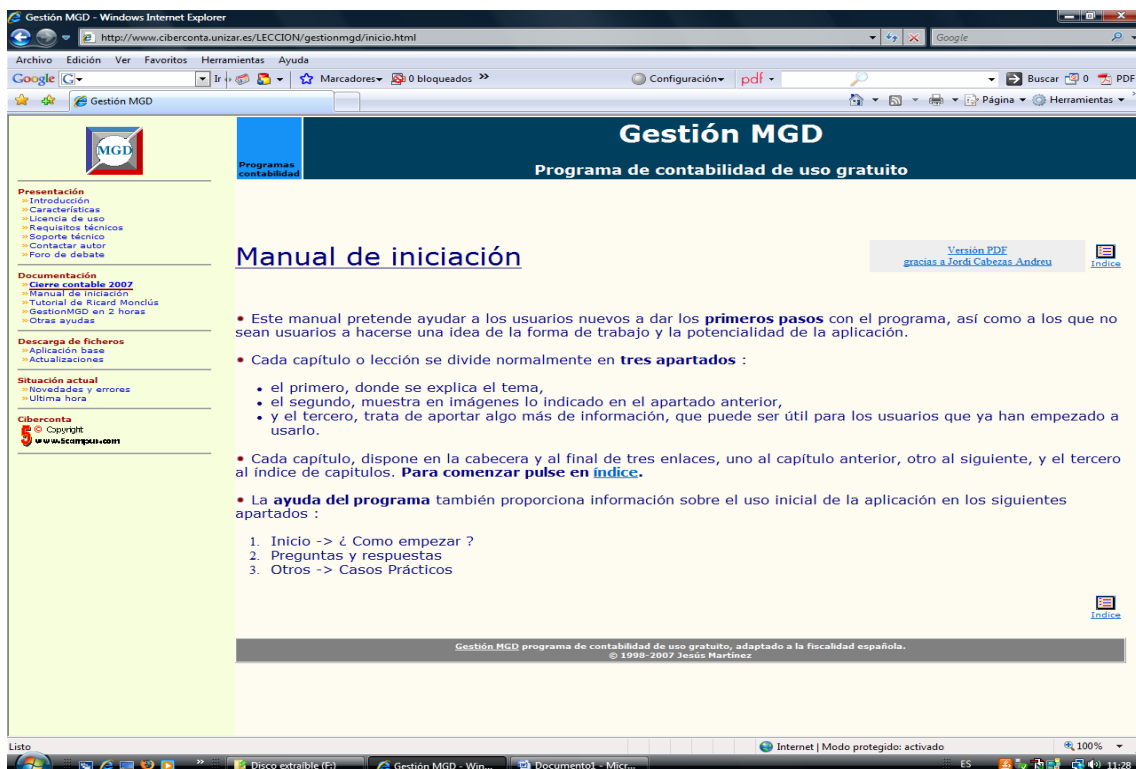 Gestión MGD - Windows Internet Explorer
http://www.ciberconta.unizar.es/LECCION/gestionmgd/inicio.html
Google
Archivo Edición Ver Favoritos Herramientas Ayuda
Google G Ir Marcadores 0 bloqueados » Configuración pdf Buscar 0 PDF
Gestión MGD Página Herramientas »
MGD
Programas
contabilidad
Gestión MGD
Programa de contabilidad de uso gratuito
Presentación
» Introducción
» Características
» Licencia de uso
» Requisitos técnicos
» Soporte técnico
» Contactar autor
» Foro de debate
Documentación
» Cierre contable 2007
» Manual de iniciación
» Tutorial de Ricard Monclús
» GestionMGD en 2 horas
» Otras ayudas
Descarga de ficheros
» Aplicación base
» Actualizaciones
Situación actual
» Novedades y errores
» Ultima hora
Ciberconta
5 © Copyright
www.5campus.com
Manual de iniciación
Versión PDF
gracias a Jordi Cabezas Andreu
Indice
• Este manual pretende ayudar a los usuarios nuevos a dar los primeros pasos con el programa, así como a los que no
sean usuarios a hacerse una idea de la forma de trabajo y la potencialidad de la aplicación.
• Cada capítulo o lección se divide normalmente en tres apartados :
• el primero, donde se explica el tema,
• el segundo, muestra en imágenes lo indicado en el apartado anterior,
• y el tercero, trata de aportar algo más de información, que puede ser útil para los usuarios que ya han empezado a
usarlo.
• Cada capítulo, dispone en la cabecera y al final de tres enlaces, uno al capítulo anterior, otro al siguiente, y el tercero
al índice de capitulos. Para comenzar pulse en índice.
• La ayuda del programa también proporciona información sobre el uso inicial de la aplicación en los siguientes
apartados :
1. Inicio -> ¿ Como empezar ?
2. Preguntas y respuestas
3. Otros -> Casos Prácticos
Indice
Gestión MGD programa de contabilidad de uso gratuito, adaptado a la fiscalidad española.
© 1998-2007 Jesús Martínez
Listo
Internet | Modo protegido: activado
100%
» Disco extraíble (F:) Gestión MGD - Win... Documento1 - Micr... ES 11:28